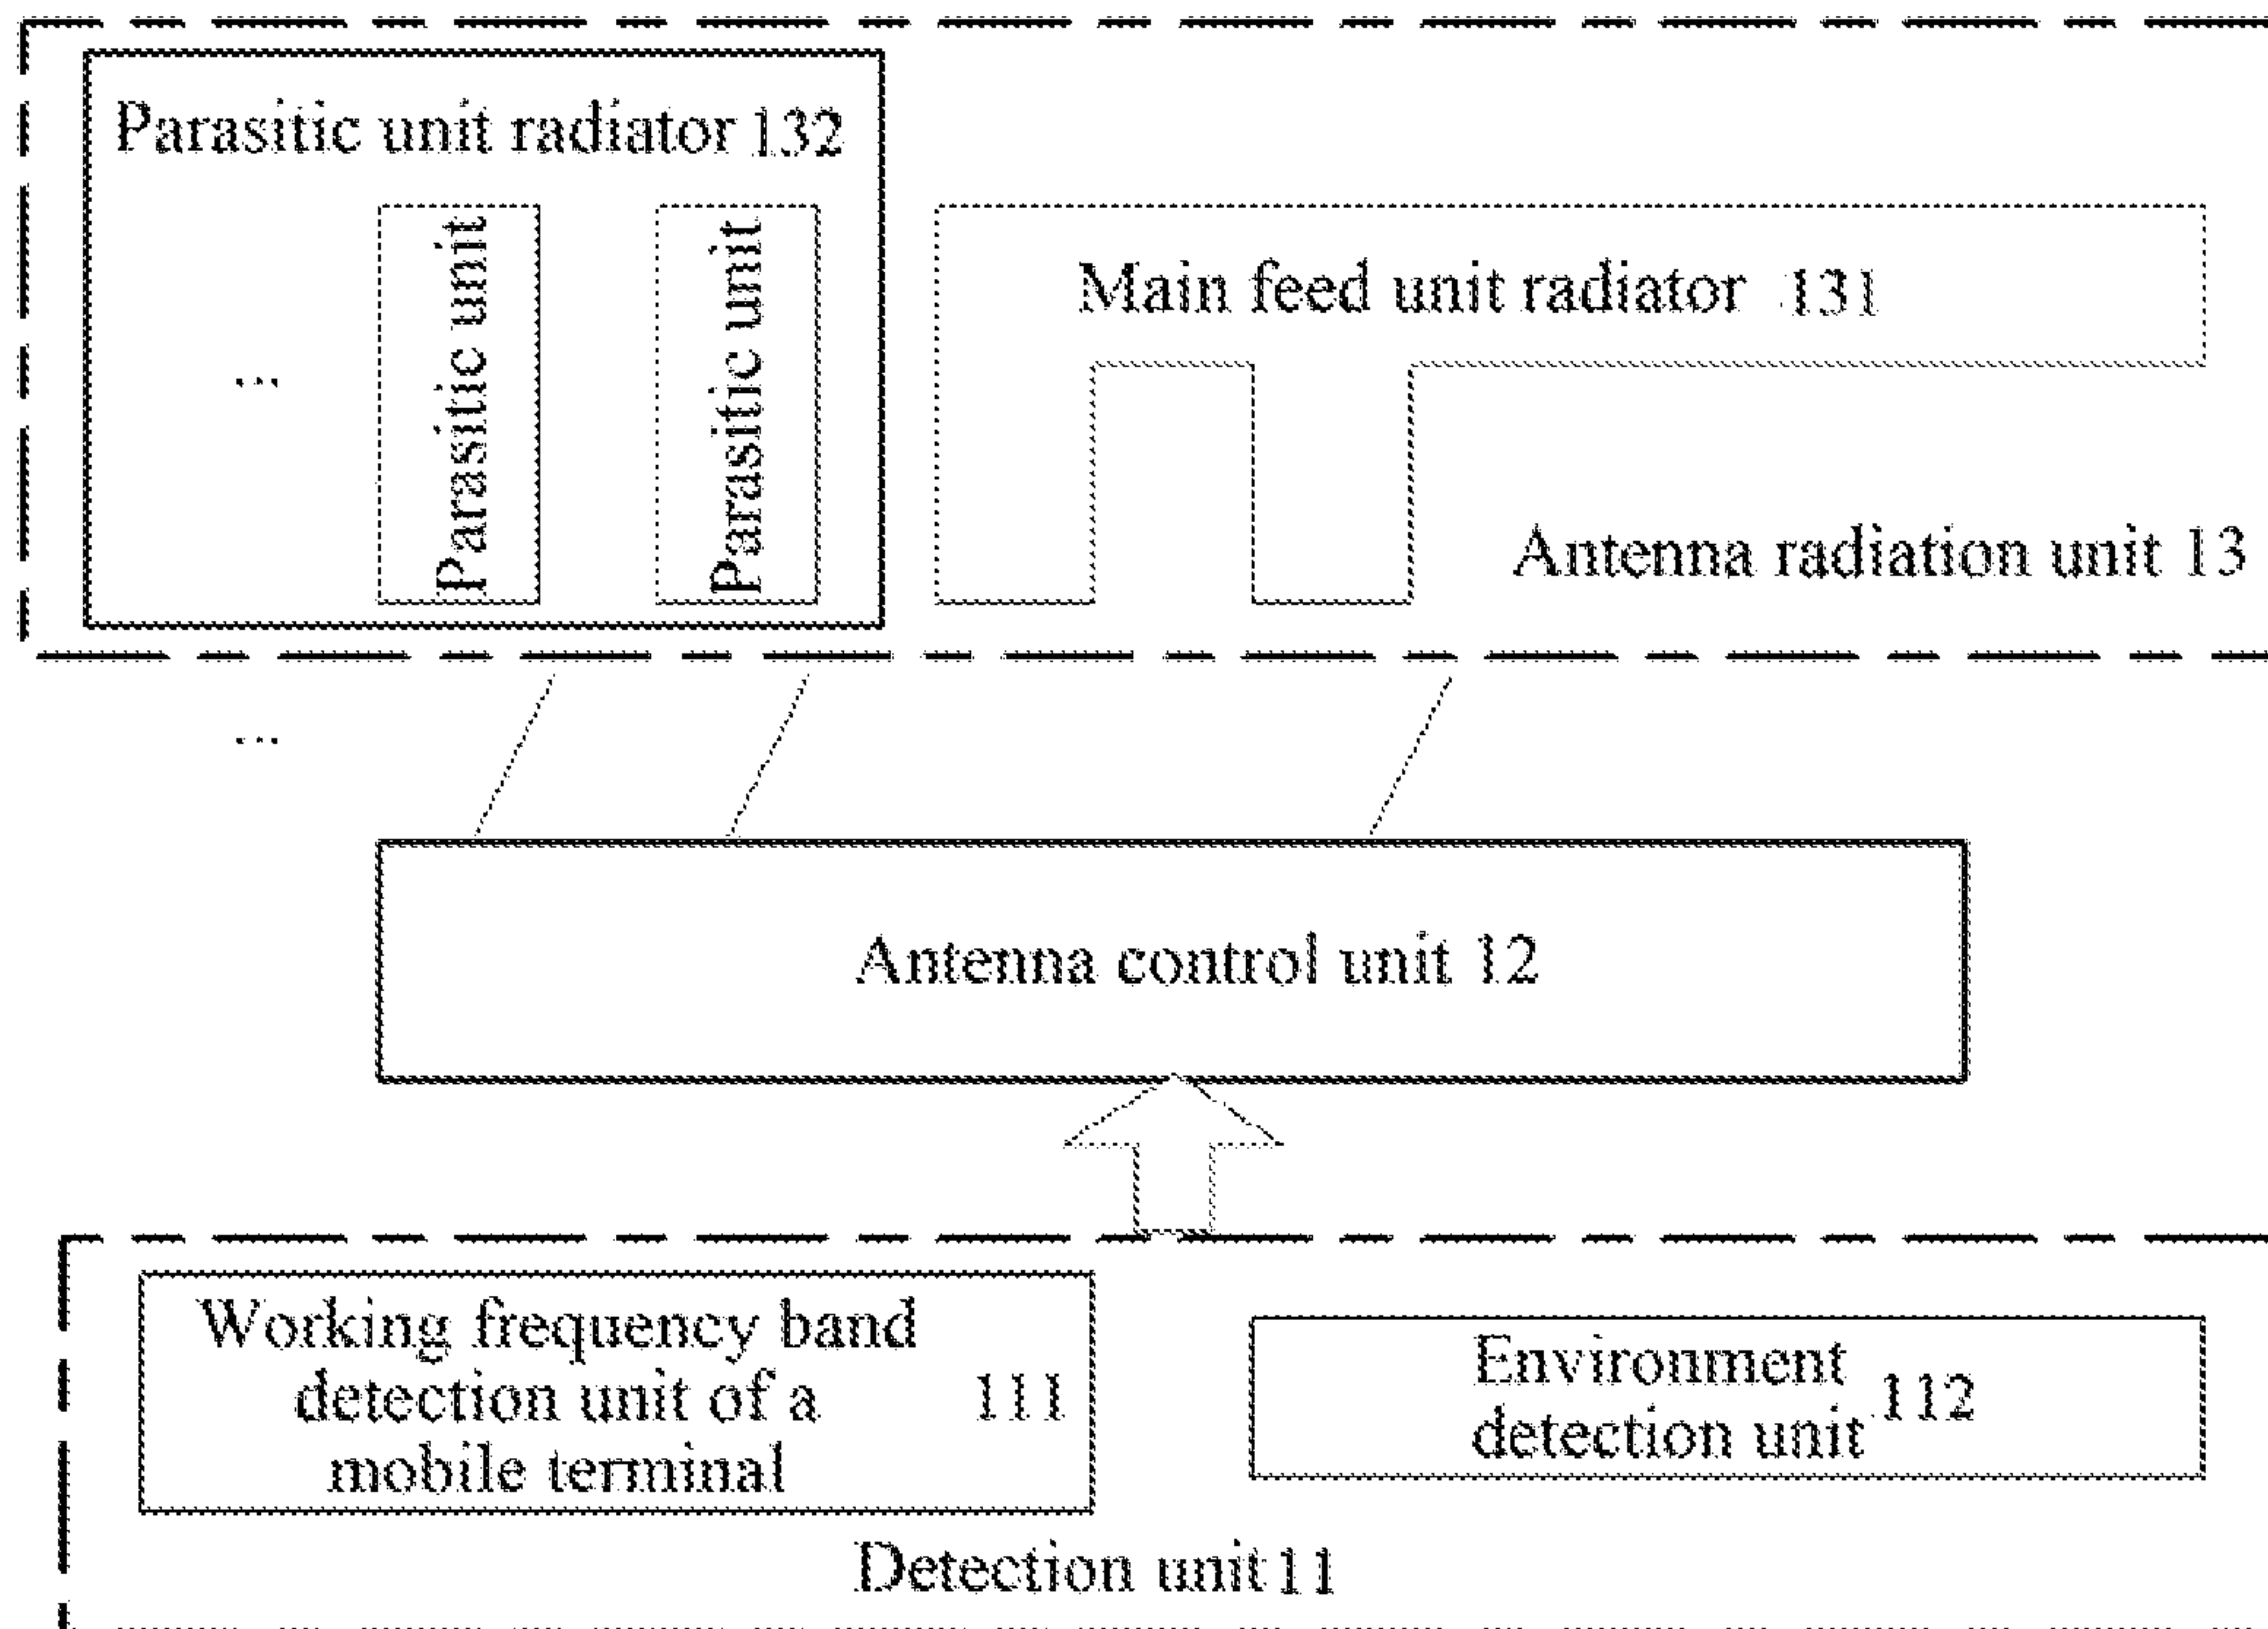 Parasitic unit radiator 132
...
Parasitic unit
Parasitic unit
Main feed unit radiator 131
Antenna radiation unit 13
...
Antenna control unit 12
Working frequency band
detection unit of a 111
mobile terminal
Environment
detection unit 112
Detection unit 11